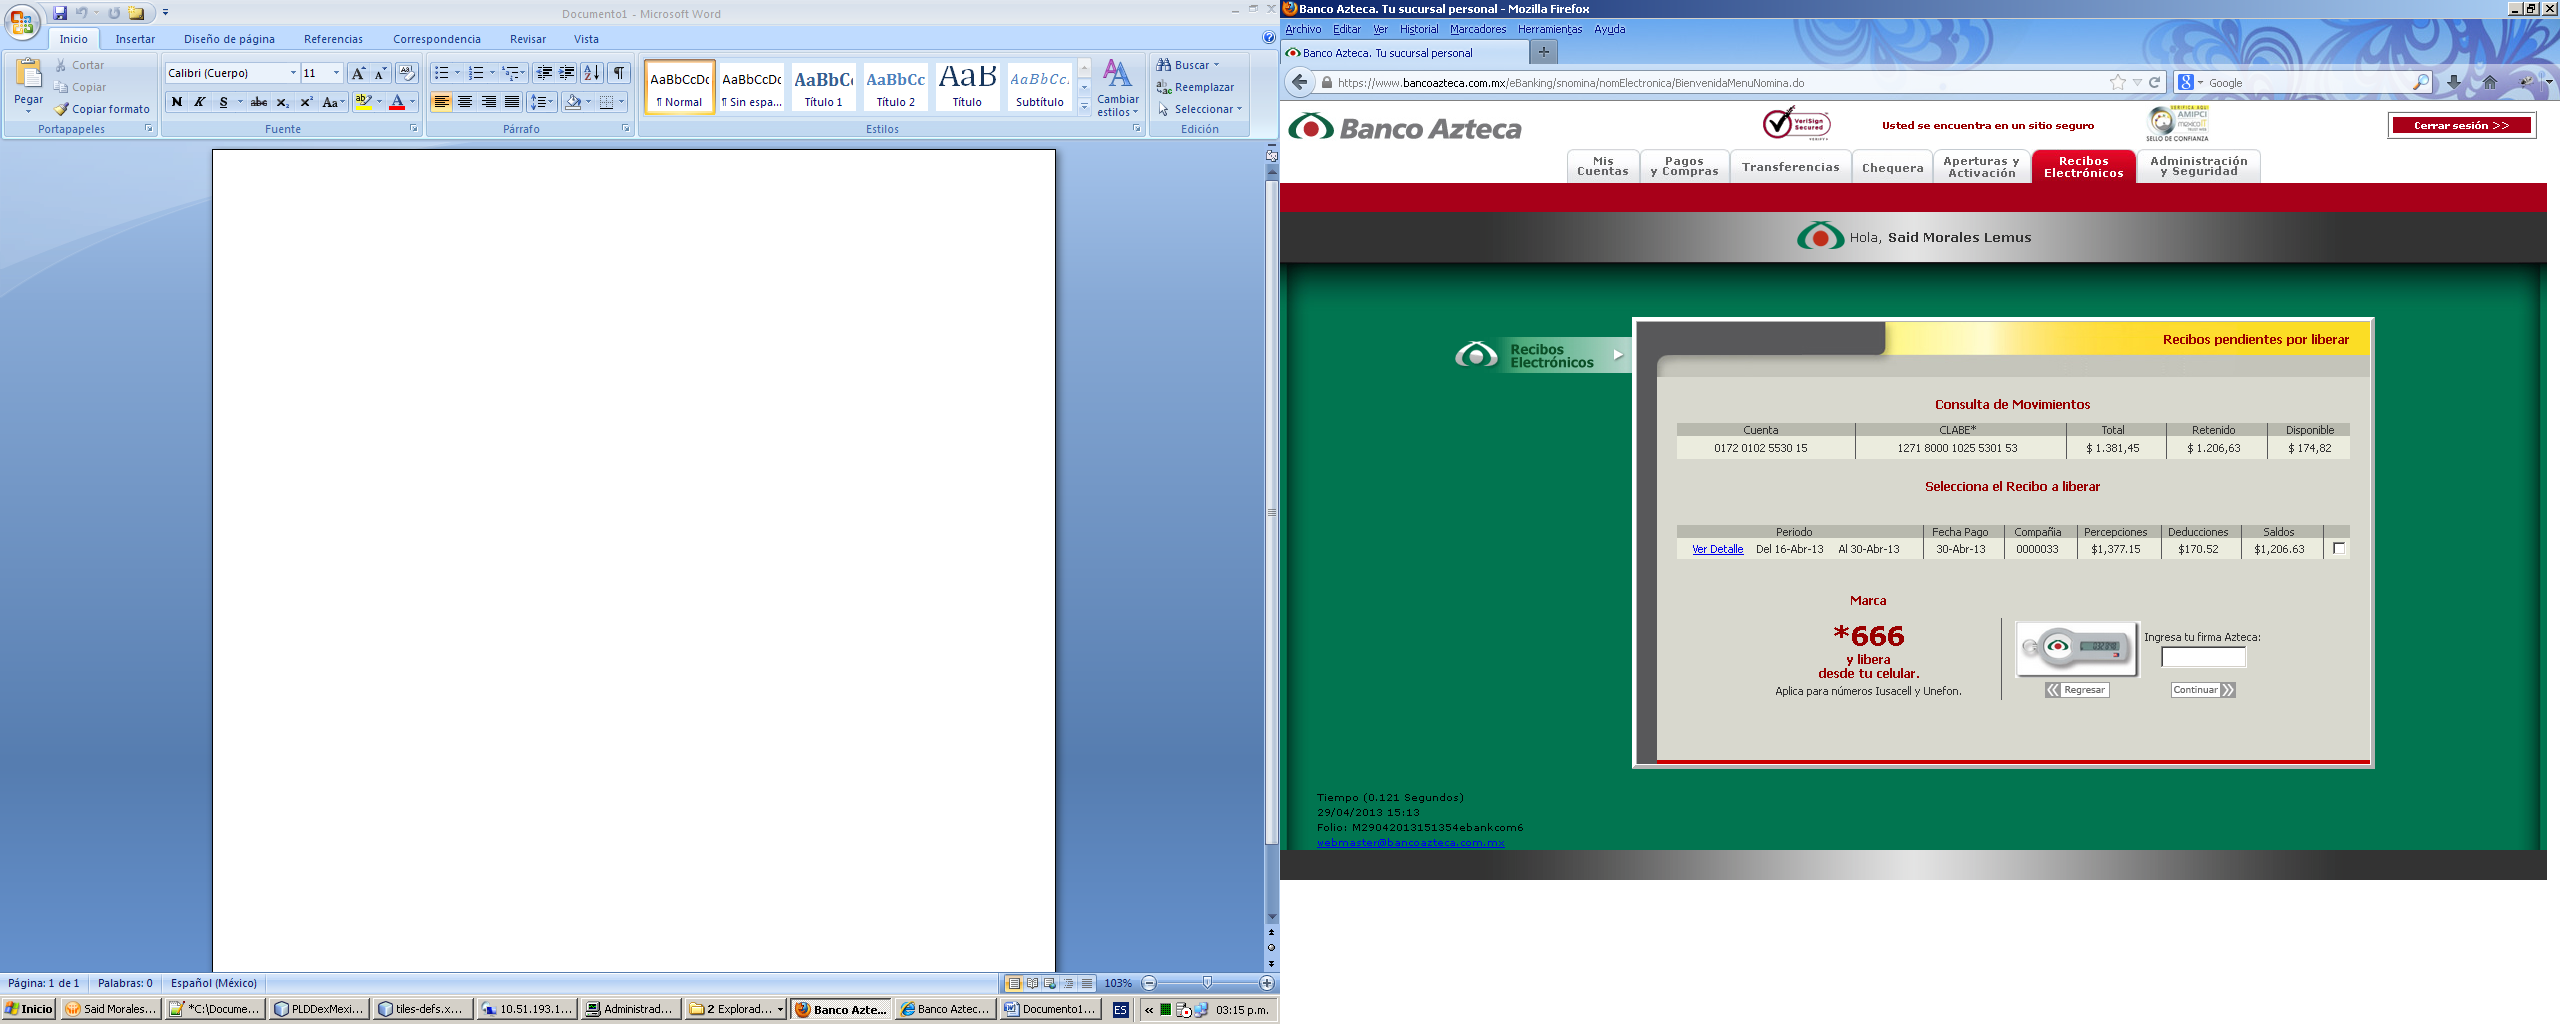 Documento1 - Microsoft Word
Inicio Insertar Diseño de página Referencias Correspondencia Revisar Vista
Pegar
Cortar
Copiar
Copiar formato
Portapapeles
Calibri (Cuerpo) 11
Fuente
Párrafo
AaBbCcDc AaBbCcDc AaBbC AaBbCc AaB AaBbCc.
¶ Normal ¶ Sin espa... Título 1 Título 2 Título Subtítulo
Cambiar estilos
Estilos
Buscar
Reemplazar
Seleccionar
Edición
Página: 1 de 1 Palabras: 0 Español (México) 103%
Inicio Said Morales... *C:\Docume... PLDDexMexi... tiles-defs.x... 10.51.193.1... Administrad... 2 Explorad... Banco Azte... Banco Aztec... Documento1... ES « 03:15 p.m.
Banco Azteca. Tu sucursal personal - Mozilla Firefox
Archivo Editar Ver Historial Marcadores Herramientas Ayuda
Banco Azteca. Tu sucursal personal
https://www.bancoazteca.com.mx/eBanking/snomina/nomElectronica/BienvenidaMenuNomina.do Google
Banco Azteca
VeriSign Secured
Usted se encuentra en un sitio seguro
AMIPCI
SELLO DE CONFIANZA
Cerrar sesión >>
Mis Cuentas
Pagos y Compras
Transferencias
Chequera
Aperturas y Activación
Recibos Electrónicos
Administración y Seguridad
Hola, Said Morales Lemus
Recibos Electrónicos
Recibos pendientes por liberar
Consulta de Movimientos
Cuenta CLABE* Total Retenido Disponible
0172 0102 5530 15 1271 8000 1025 5301 53 $ 1.381,45 $ 1.206,63 $ 174,82
Selecciona el Recibo a liberar
Periodo Fecha Pago Compañia Percepciones Deducciones Saldos
Ver Detalle Del 16-Abr-13 Al 30-Abr-13 30-Abr-13 0000033 $1,377.15 $170.52 $1,206.63
Marca
*666
y libera
desde tu celular.
Aplica para números Iusacell y Unefon.
Ingresa tu firma Azteca:
Regresar Continuar
Tiempo (0.121 Segundos)
29/04/2013 15:13
Folio: M29042013151354ebankcom6
webmaster@bancoazteca.com.mx